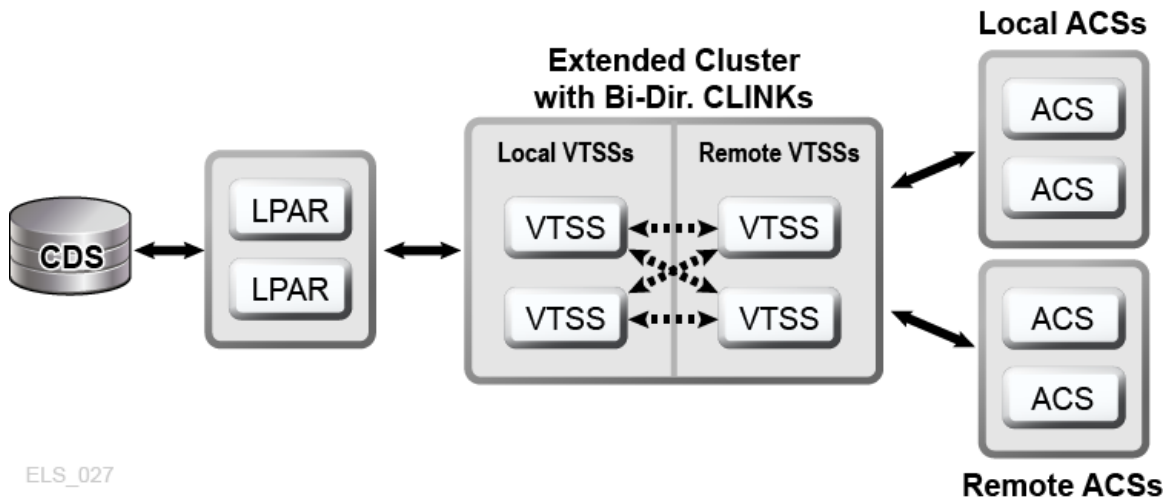 Local ACSs
ACS
ACS
Extended Cluster
with Bi-Dir. CLINKs
Local VTSSs
Remote VTSSs
VTSS
VTSS
VTSS
VTSS
LPAR
LPAR
CDS
ACS
ACS
Remote ACSs
ELS_027